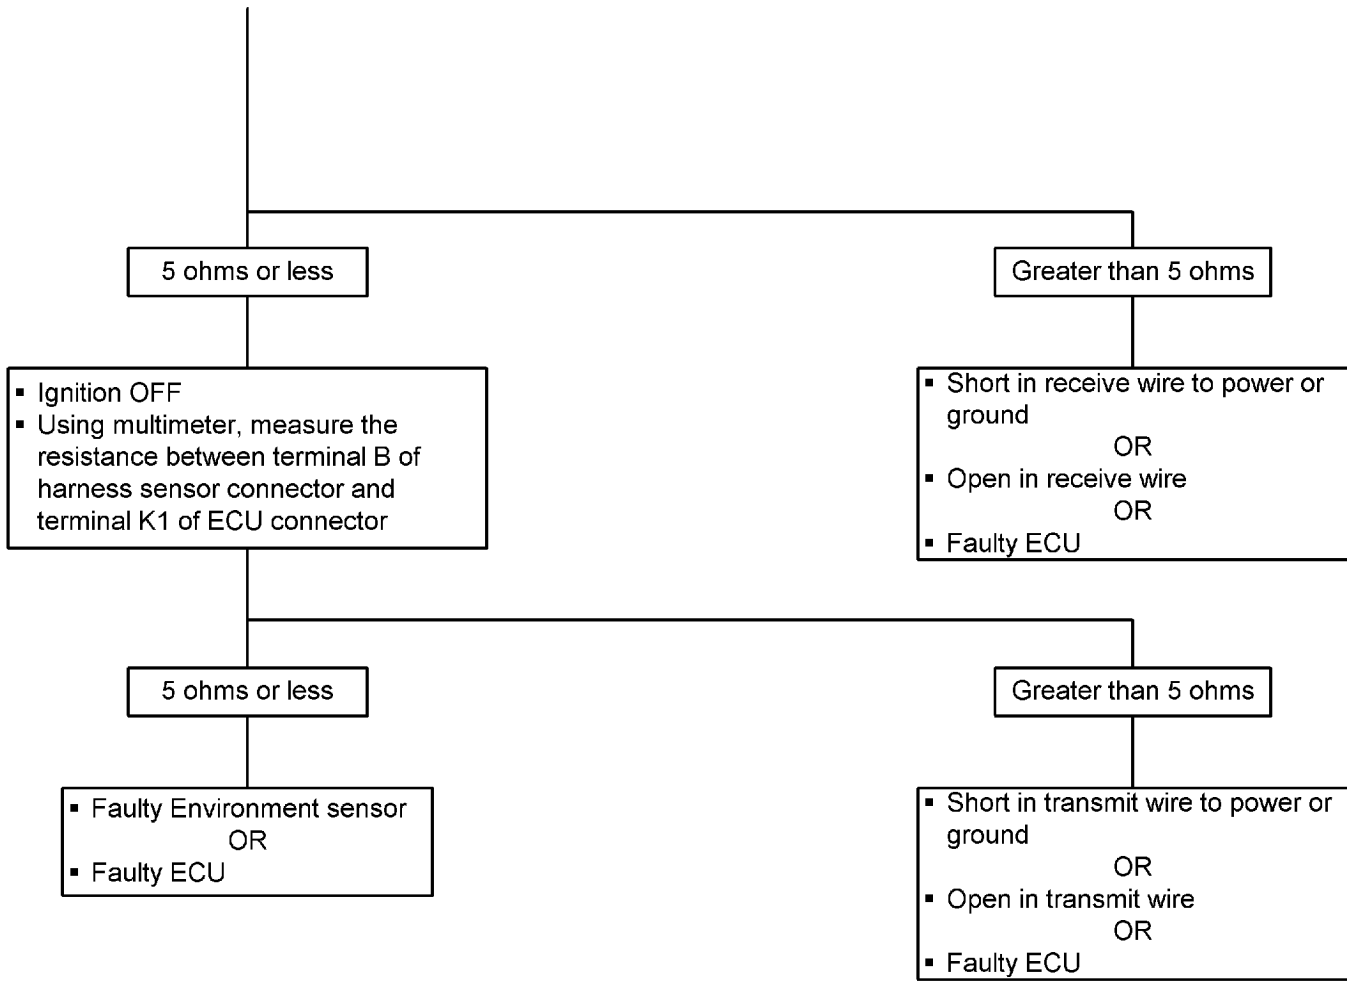 5 ohms or less
Greater than 5 ohms
▪ Ignition OFF
▪ Using multimeter, measure the
resistance between terminal B of
harness sensor connector and
terminal K1 of ECU connector
▪ Short in receive wire to power or
ground
OR
▪ Open in receive wire
OR
▪ Faulty ECU
5 ohms or less
Greater than 5 ohms
▪ Faulty Environment sensor
OR
▪ Faulty ECU
▪ Short in transmit wire to power or
ground
OR
▪ Open in transmit wire
OR
▪ Faulty ECU